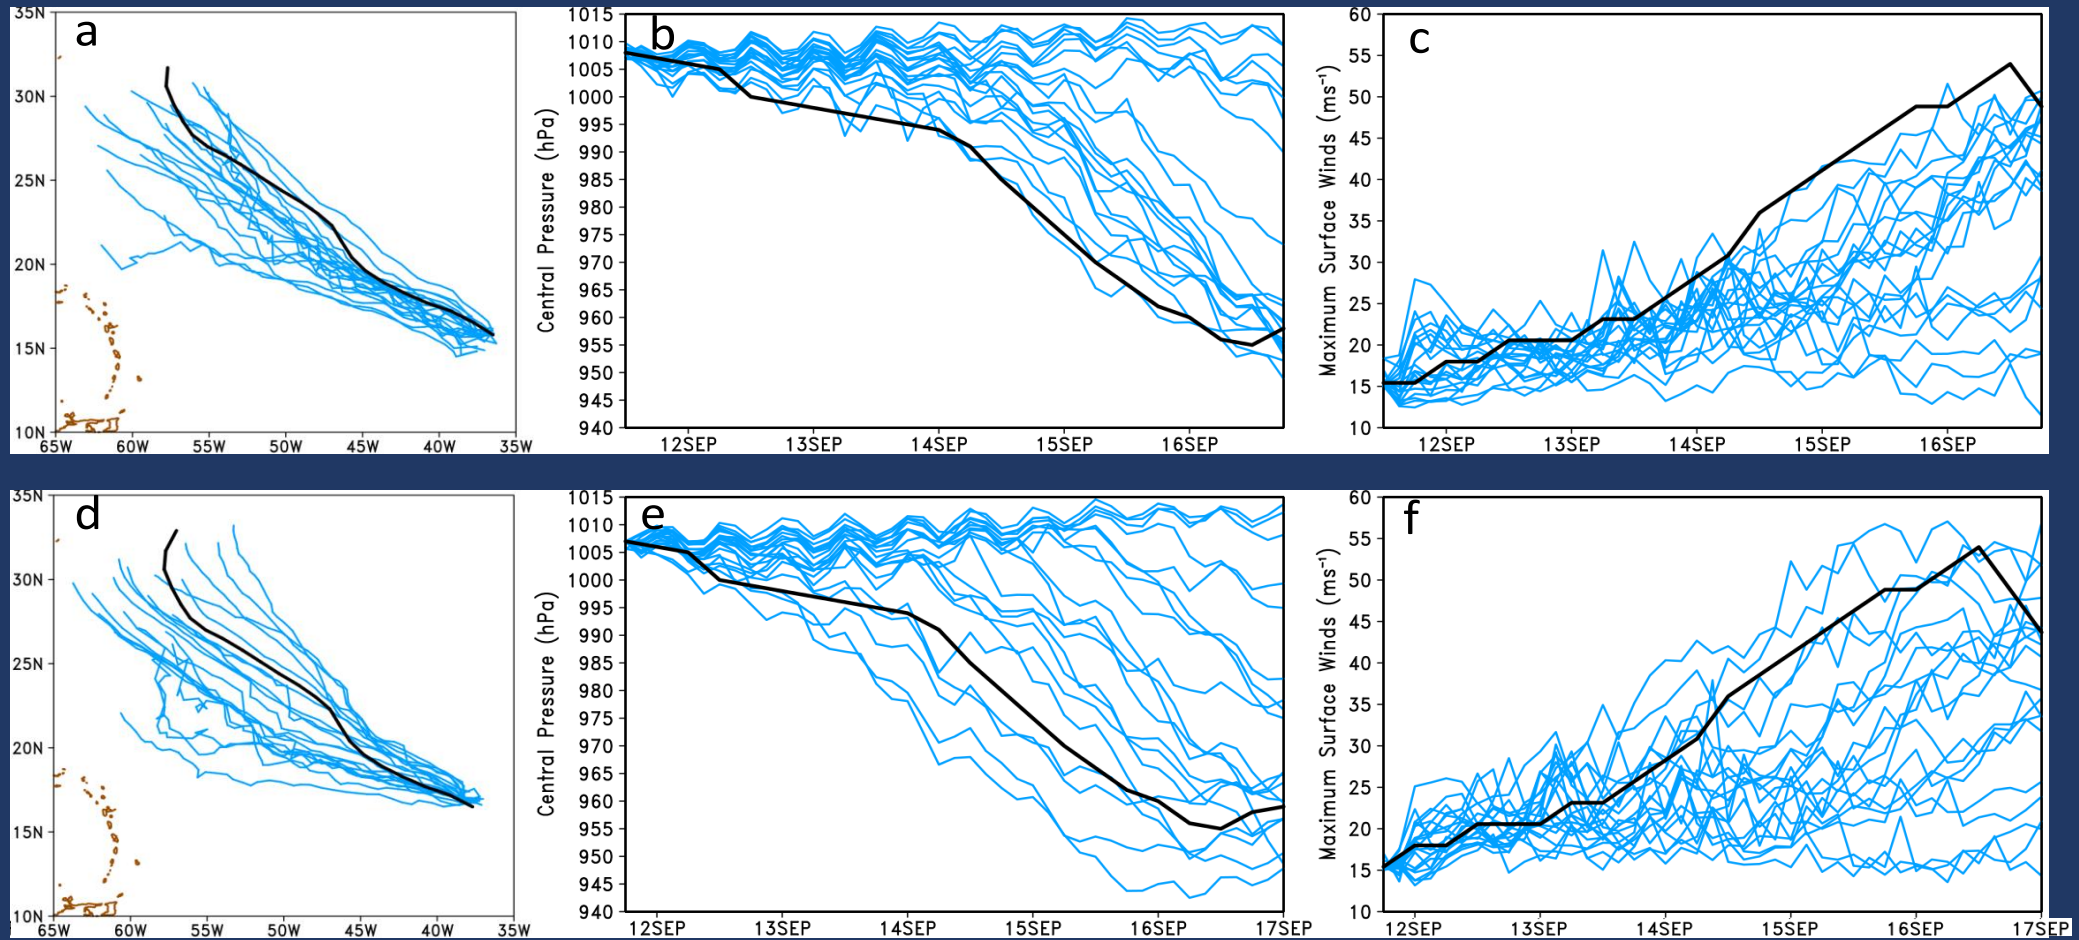 a
35N
30N
25N
20N
15N
10N
65W 60W 55W 50W 45W 40W 35W
b
Central Pressure (hPa)
1015
1010
1005
1000
995
990
985
980
975
970
965
960
955
950
945
940
12SEP 13SEP 14SEP 15SEP 16SEP
c
Maximum Surface Winds (ms⁻¹)
60
55
50
45
40
35
30
25
20
15
10
12SEP 13SEP 14SEP 15SEP 16SEP
d
35N
30N
25N
20N
15N
10N
65W 60W 55W 50W 45W 40W 35W
e
Central Pressure (hPa)
1015
1010
1005
1000
995
990
985
980
975
970
965
960
955
950
945
940
12SEP 13SEP 14SEP 15SEP 16SEP 17SEP
f
Maximum Surface Winds (ms⁻¹)
60
55
50
45
40
35
30
25
20
15
10
12SEP 13SEP 14SEP 15SEP 16SEP 17SEP